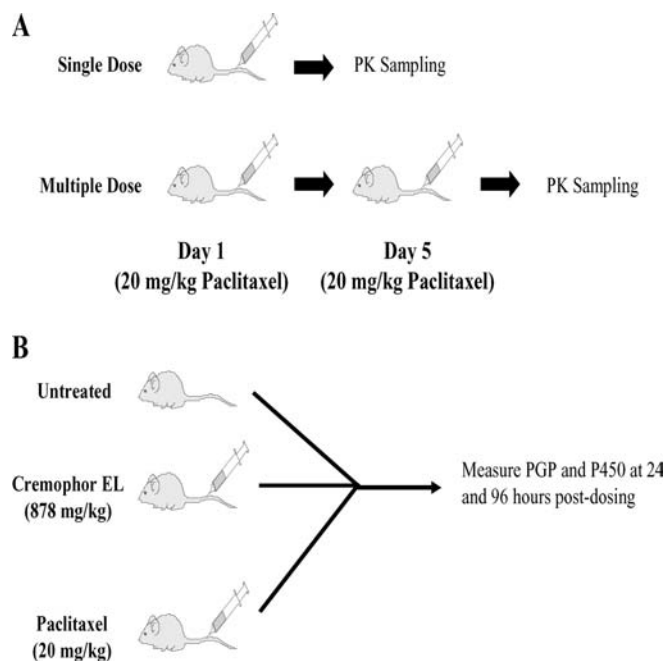 A
Single Dose
PK Sampling
Multiple Dose
PK Sampling
Day 1
(20 mg/kg Paclitaxel)
Day 5
(20 mg/kg Paclitaxel)
B
Untreated
Cremophor EL
(878 mg/kg)
Measure PGP and P450 at 24
and 96 hours post-dosing
Paclitaxel
(20 mg/kg)